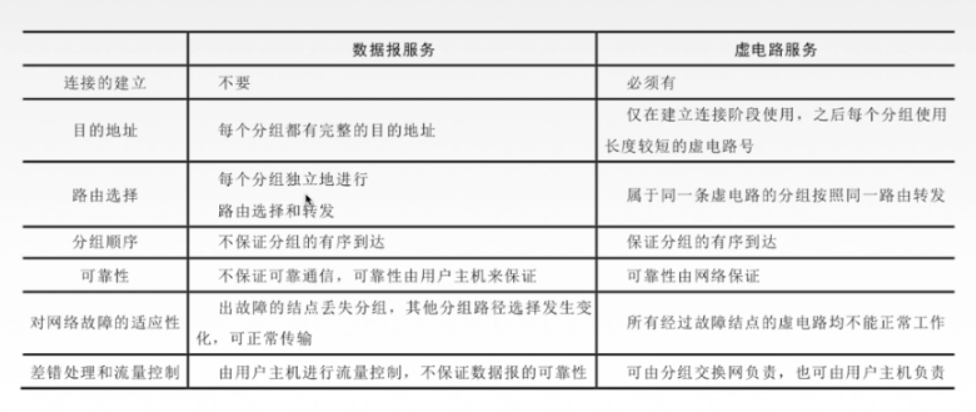 数据报服务 虚电路服务
连接的建立 不要 必须有
目的地址 每个分组都有完整的目的地址 仅在建立连接阶段使用，之后每个分组使用
长度较短的虚电路号
路由选择 每个分组独立地进行
路由选择和转发 属于同一条虚电路的分组按照同一路由转发
分组顺序 不保证分组的有序到达 保证分组的有序到达
可靠性 不保证可靠通信，可靠性由用户主机来保证 可靠性由网络保证
对网络故障的适应性 出故障的结点丢失分组，其他分组路径选择发生变
化，可正常传输 所有经过故障结点的虚电路均不能正常工作
差错处理和流量控制 由用户主机进行流量控制，不保证数据报的可靠性 可由分组交换网负责，也可由用户主机负责